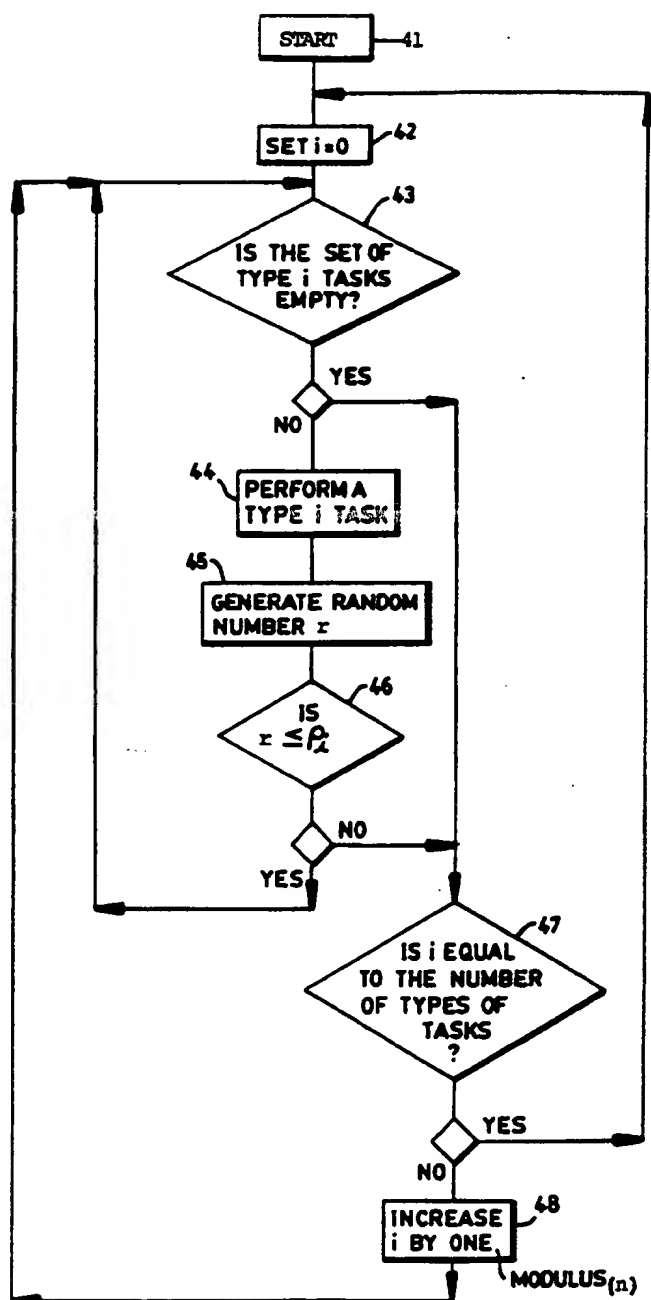 START
41
SET i=0
42
43
IS THE SET OF
TYPE i TASKS
EMPTY?
YES
NO
44
PERFORM A
TYPE i TASK
45
GENERATE RANDOM
NUMBER r
46
IS
r ≤ ρi
NO
YES
47
IS i EQUAL
TO THE NUMBER
OF TYPES OF
TASKS
?
YES
NO
48
INCREASE
i BY ONE
MODULUS(n)